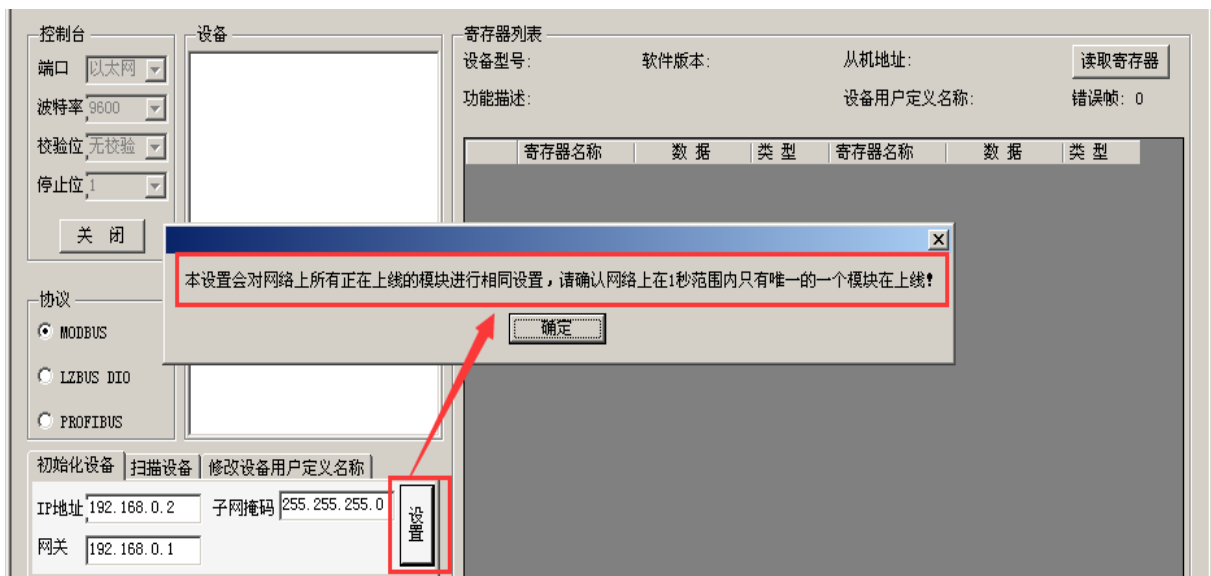 控制台
端口 以太网
波特率 9600
校验位 无校验
停止位 1
关 闭
设备
寄存器列表
设备型号: 软件版本: 从机地址: 读取寄存器
功能描述: 设备用户定义名称: 错误帧: 0
寄存器名称 数 据 类 型 寄存器名称 数 据 类 型
本设置会对网络上所有正在上线的模块进行相同设置，请确认网络上在1秒范围内只有唯一的一个模块在上线!
确定
协议
MODBUS
LZBUS DIO
PROFIBUS
初始化设备 扫描设备 修改设备用户定义名称
IP地址 192.168.0.2 子网掩码 255.255.255.0
网关 192.168.0.1
设置